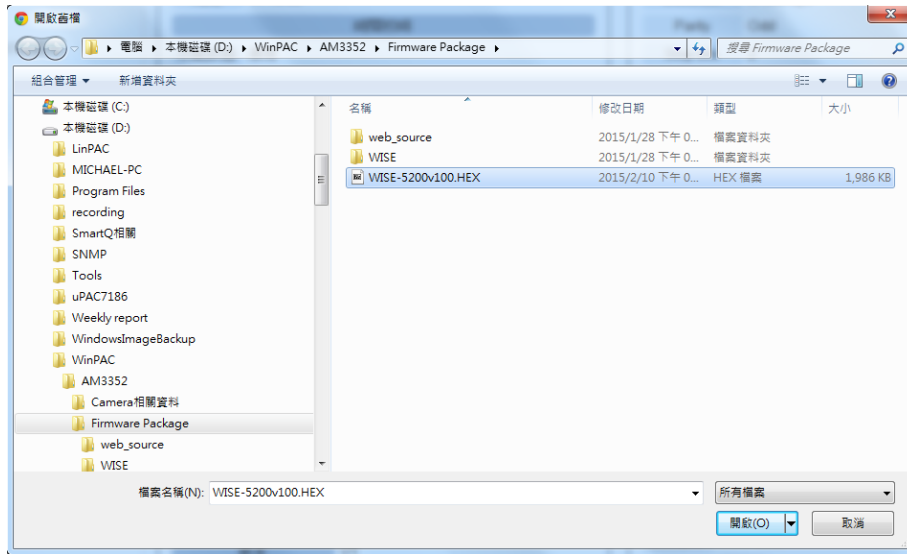 開啟舊檔
電腦 ▸ 本機磁碟 (D:) ▸ WinPAC ▸ AM3352 ▸ Firmware Package ▸
搜尋 Firmware Package
組合管理 ▼ 新增資料夾
本機磁碟 (C:)
本機磁碟 (D:)
LinPAC
MICHAEL-PC
Program Files
recording
SmartQ相關
SNMP
Tools
uPAC7186
Weekly report
WindowsImageBackup
WinPAC
AM3352
Camera相關資料
Firmware Package
web_source
WISE
名稱 修改日期 類型 大小
web_source 2015/1/28 下午 0... 檔案資料夾
WISE 2015/1/28 下午 0... 檔案資料夾
WISE-5200v100.HEX 2015/2/10 下午 0... HEX 檔案 1,986 KB
檔案名稱(N): WISE-5200v100.HEX 所有檔案
開啟(O) 取消